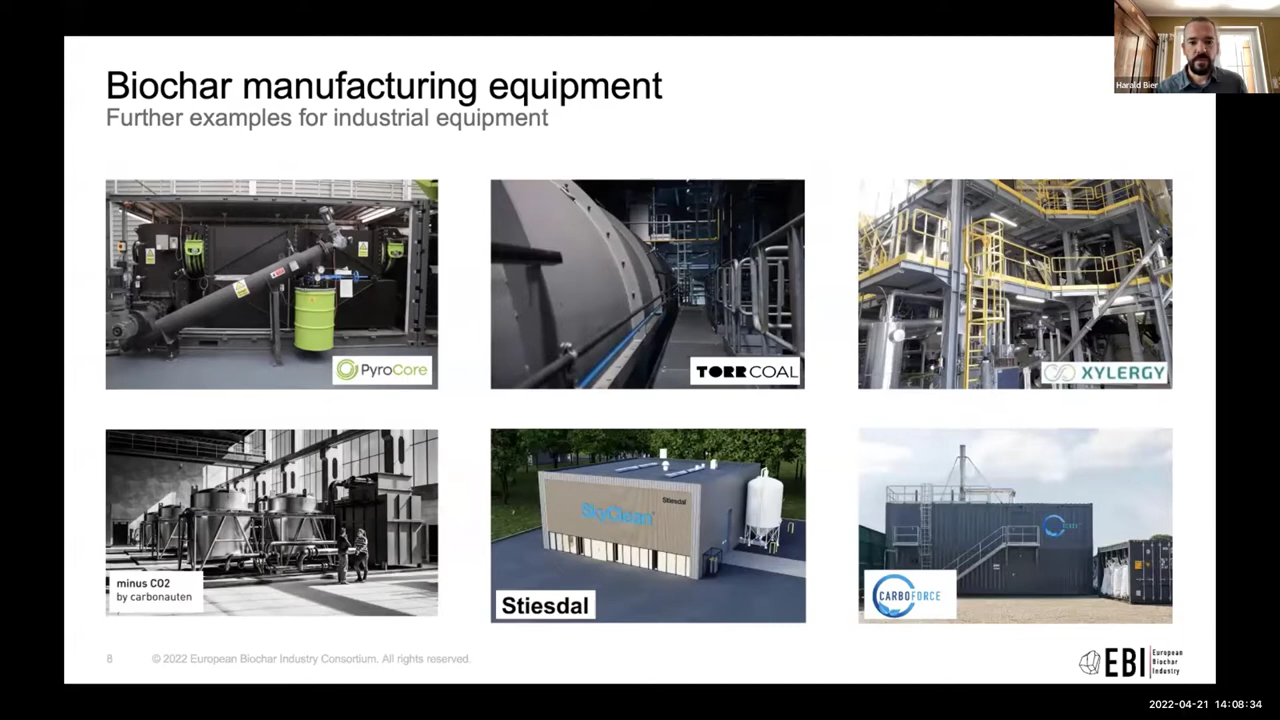 Harald Bier
Biochar manufacturing equipment
Further examples for industrial equipment
PyroCore
TORRCOAL
XYLERGY
minus CO2
by carbonauten
SkyClean
Stiesdal
Stiesdal
CARBOFORCE
8
© 2022 European Biochar Industry Consortium. All rights reserved.
EBI
European
Biochar
Industry
2022-04-21 14:08:34